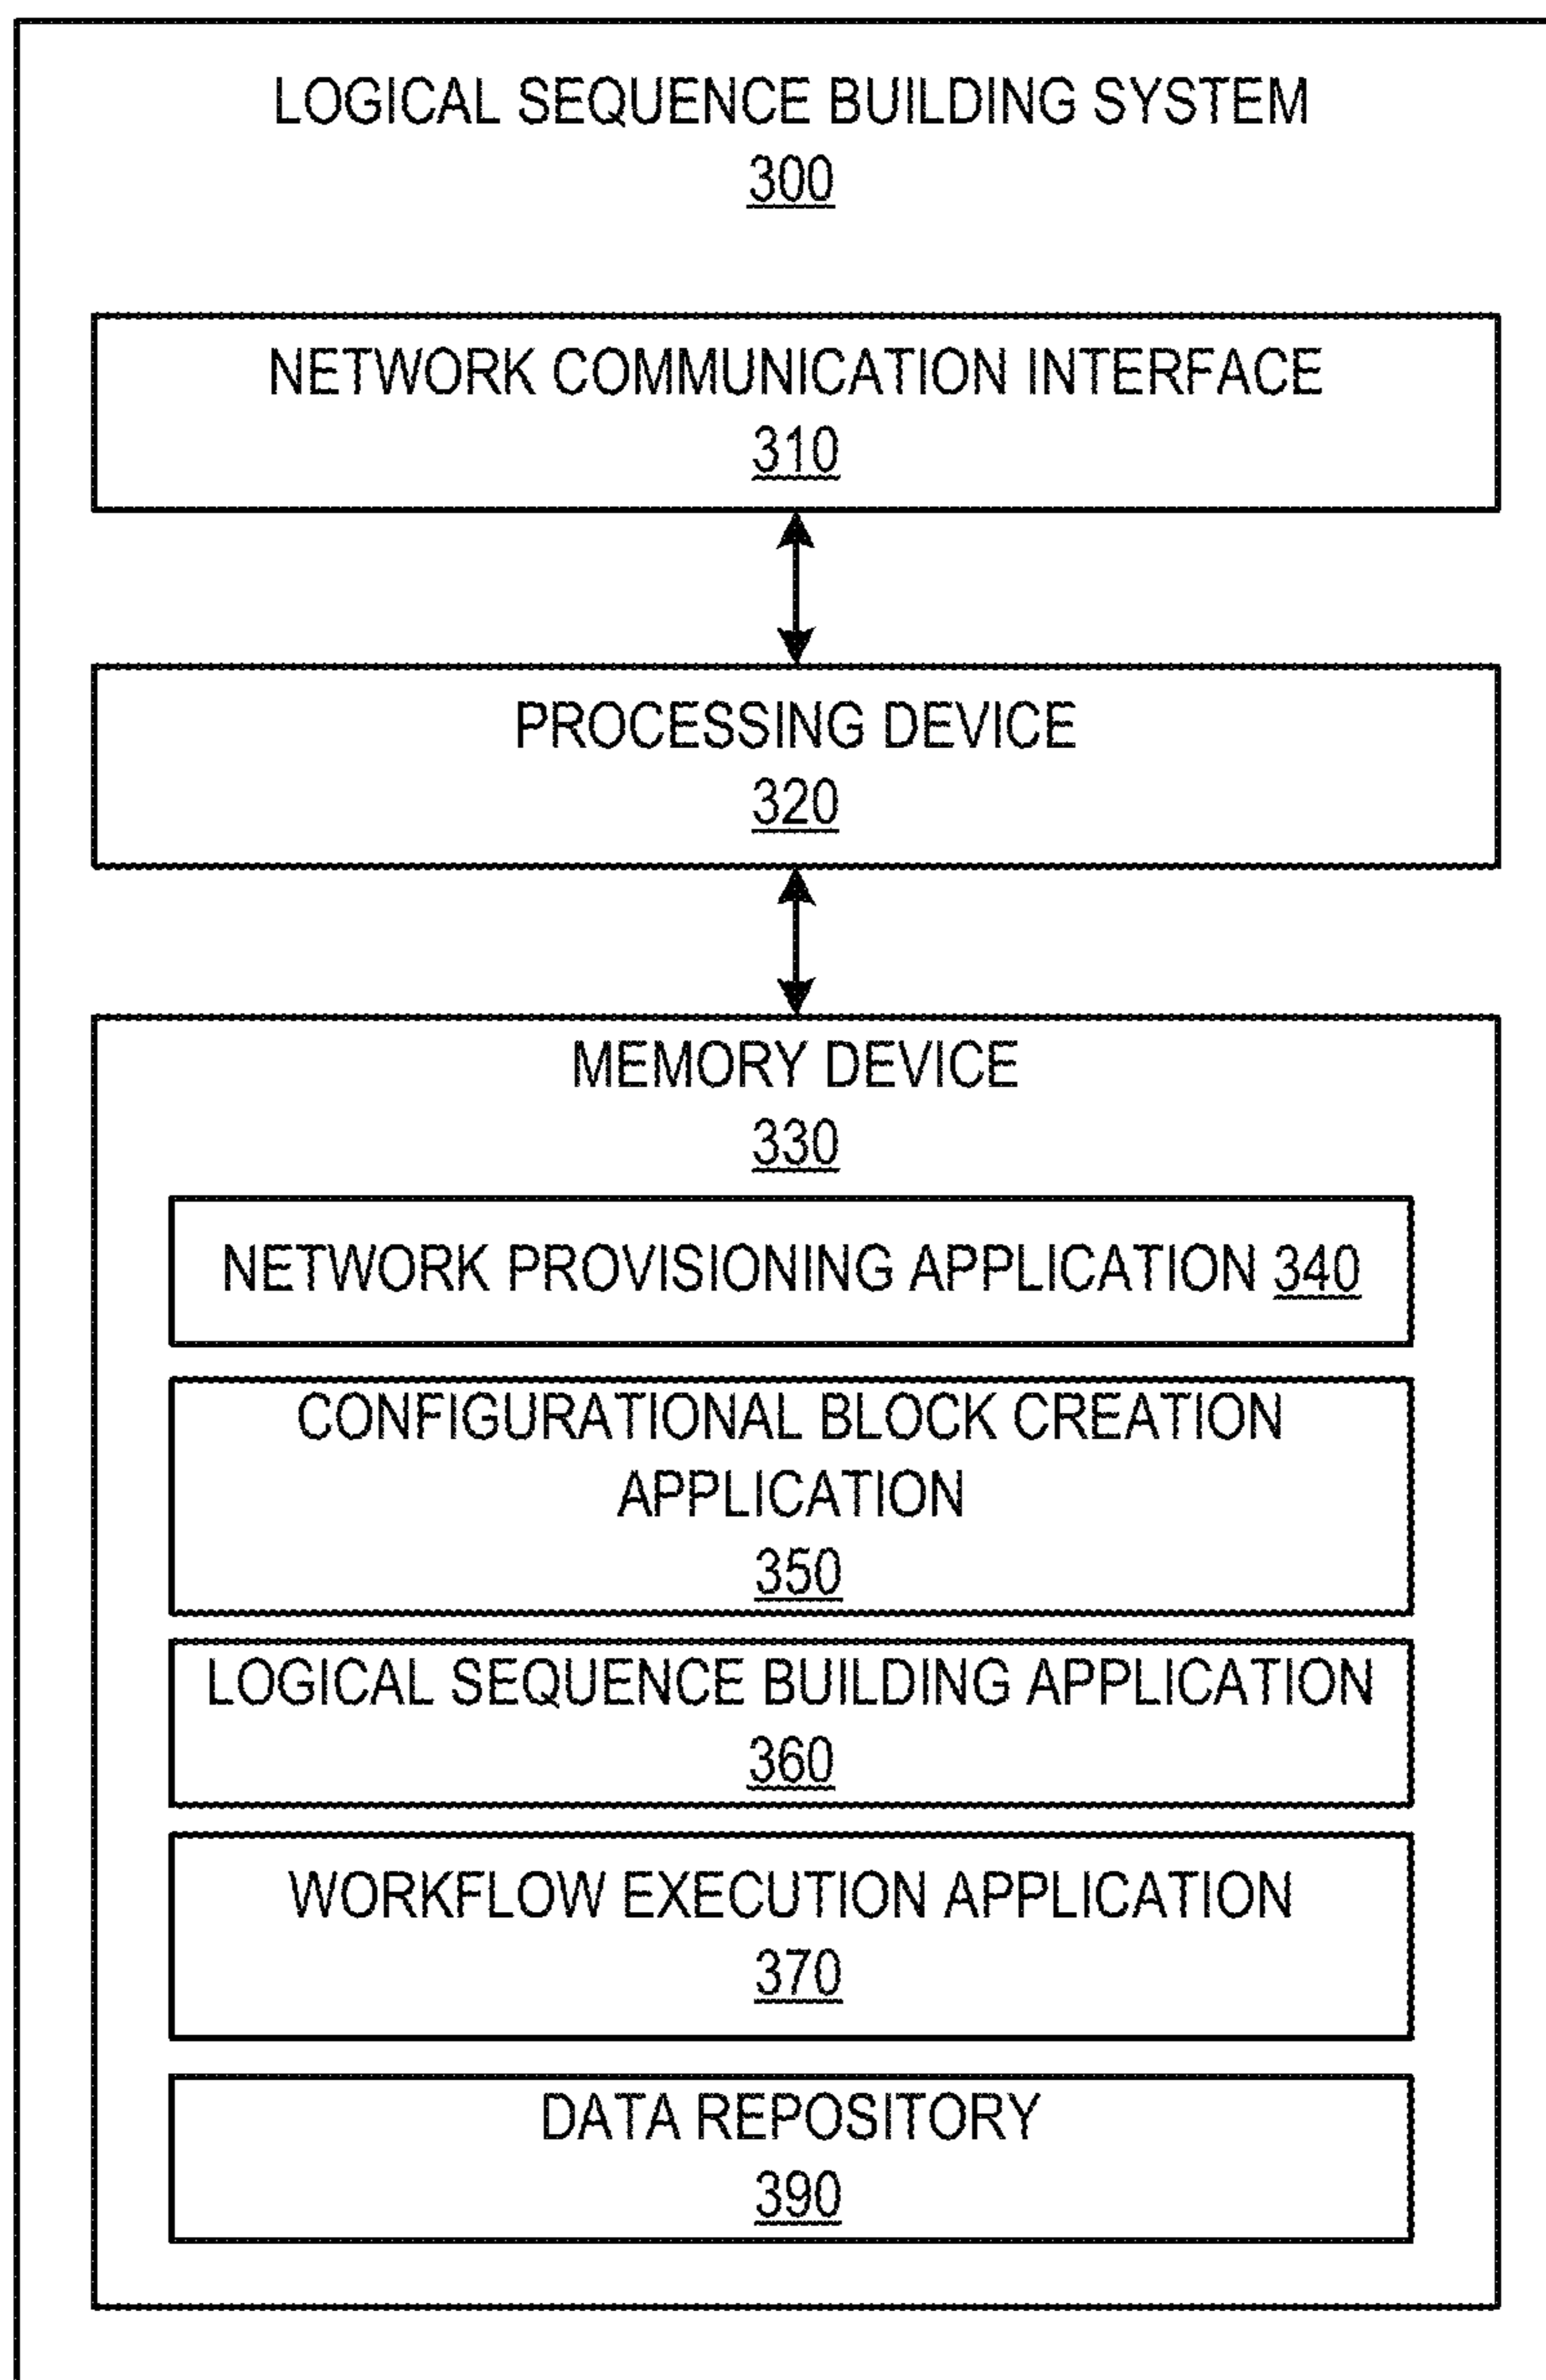 LOGICAL SEQUENCE BUILDING SYSTEM
300
NETWORK COMMUNICATION INTERFACE
310
PROCESSING DEVICE
320
MEMORY DEVICE
330
NETWORK PROVISIONING APPLICATION 340
CONFIGURATIONAL BLOCK CREATION
APPLICATION
350
LOGICAL SEQUENCE BUILDING APPLICATION
360
WORKFLOW EXECUTION APPLICATION
370
DATA REPOSITORY
390